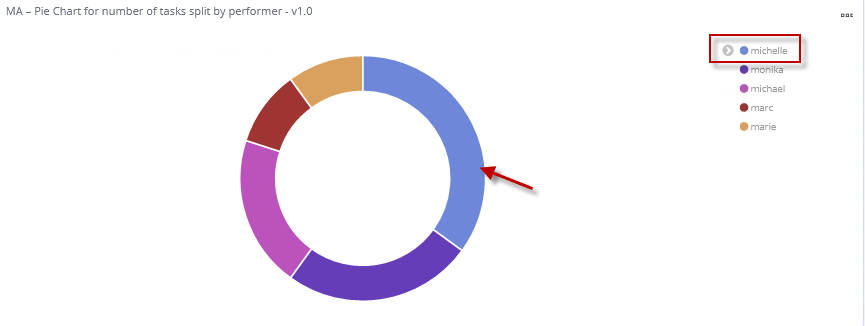 MA – Pie Chart for number of tasks split by performer - v1.0
michelle
monika
michael
marc
marie